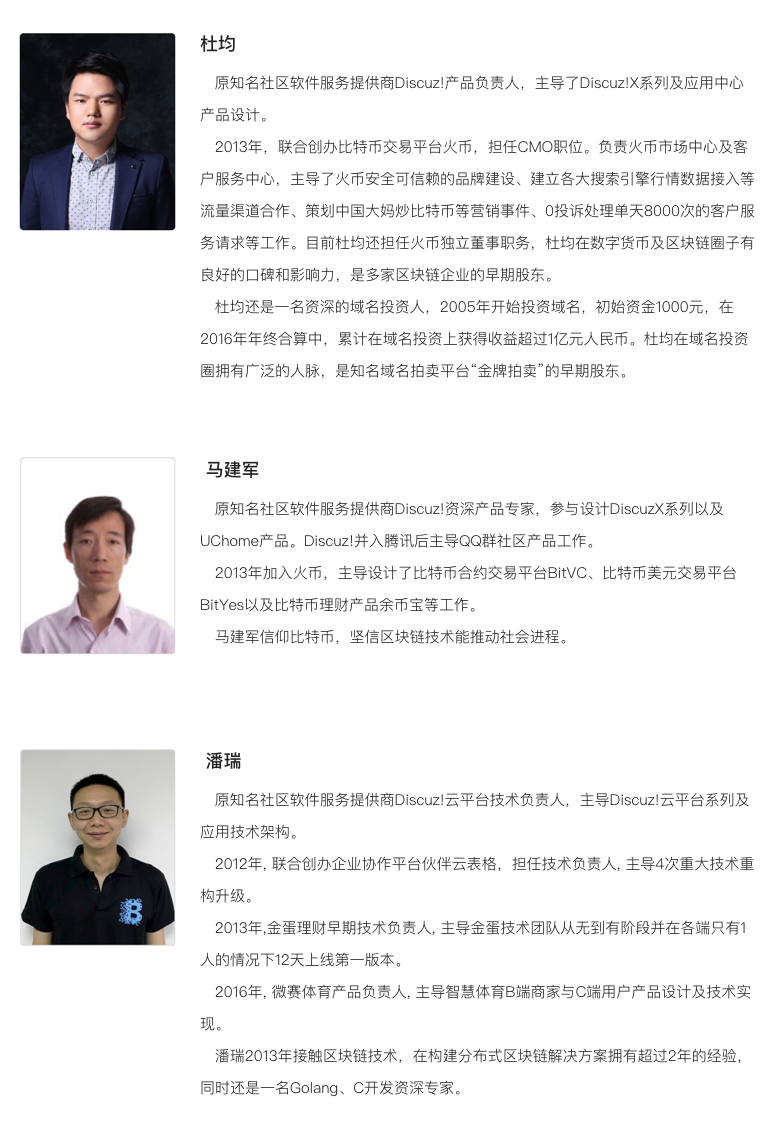 杜均
原知名社区软件服务提供商Discuz!产品负责人，主导了Discuz!X系列及应用中心
产品设计。
2013年，联合创办比特币交易平台火币，担任CMO职位。负责火币市场中心及客
户服务中心，主导了火币安全可信赖的品牌建设、建立各大搜索引擎行情数据接入等
流量渠道合作、策划中国大妈炒比特币等营销事件、0投诉处理单天8000次的客户服
务请求等工作。目前杜均还担任火币独立董事职务，杜均在数字货币及区块链圈子有
良好的口碑和影响力，是多家区块链企业的早期股东。
杜均还是一名资深的域名投资人，2005年开始投资域名，初始资金1000元，在
2016年年终合算中，累计在域名投资上获得收益超过1亿元人民币。杜均在域名投资
圈拥有广泛的人脉，是知名域名拍卖平台“金牌拍卖”的早期股东。
马建军
原知名社区软件服务提供商Discuz!资深产品专家，参与设计DiscuzX系列以及
UChome产品。Discuz!并入腾讯后主导QQ群社区产品工作。
2013年加入火币，主导设计了比特币合约交易平台BitVC、比特币美元交易平台
BitYes以及比特币理财产品余币宝等工作。
马建军信仰比特币，坚信区块链技术能推动社会进程。
潘瑞
原知名社区软件服务提供商Discuz!云平台技术负责人，主导Discuz!云平台系列及
应用技术架构。
2012年, 联合创办企业协作平台伙伴云表格，担任技术负责人, 主导4次重大技术重
构升级。
2013年,金蛋理财早期技术负责人, 主导金蛋技术团队从无到有阶段并在各端只有1
人的情况下12天上线第一版本。
2016年, 微赛体育产品负责人, 主导智慧体育B端商家与C端用户产品设计及技术实
现。
潘瑞2013年接触区块链技术，在构建分布式区块链解决方案拥有超过2年的经验，
同时还是一名Golang、C开发资深专家。